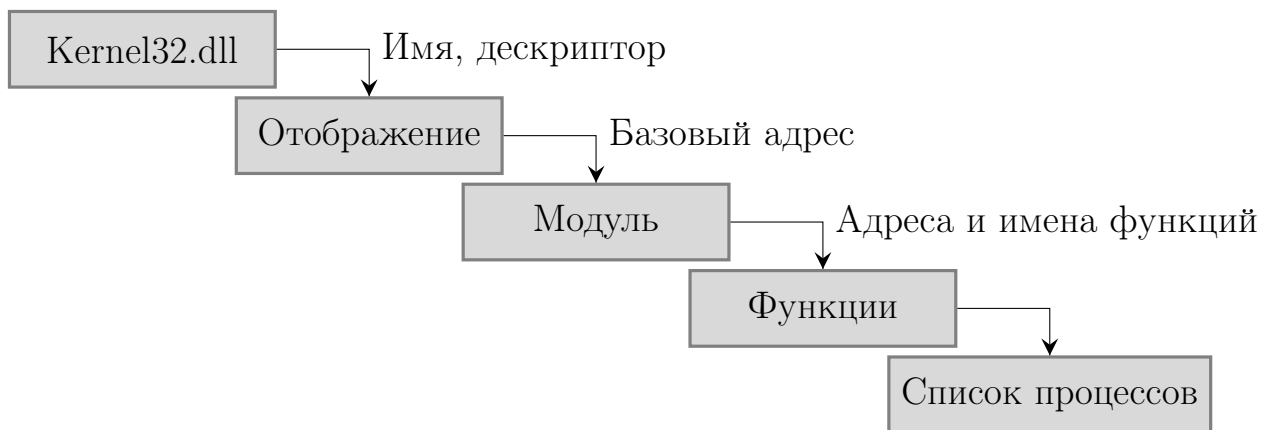 Kernel32.dll
Имя, дескриптор
Отображение
Базовый адрес
Модуль
Адреса и имена функций
Функции
Список процессов